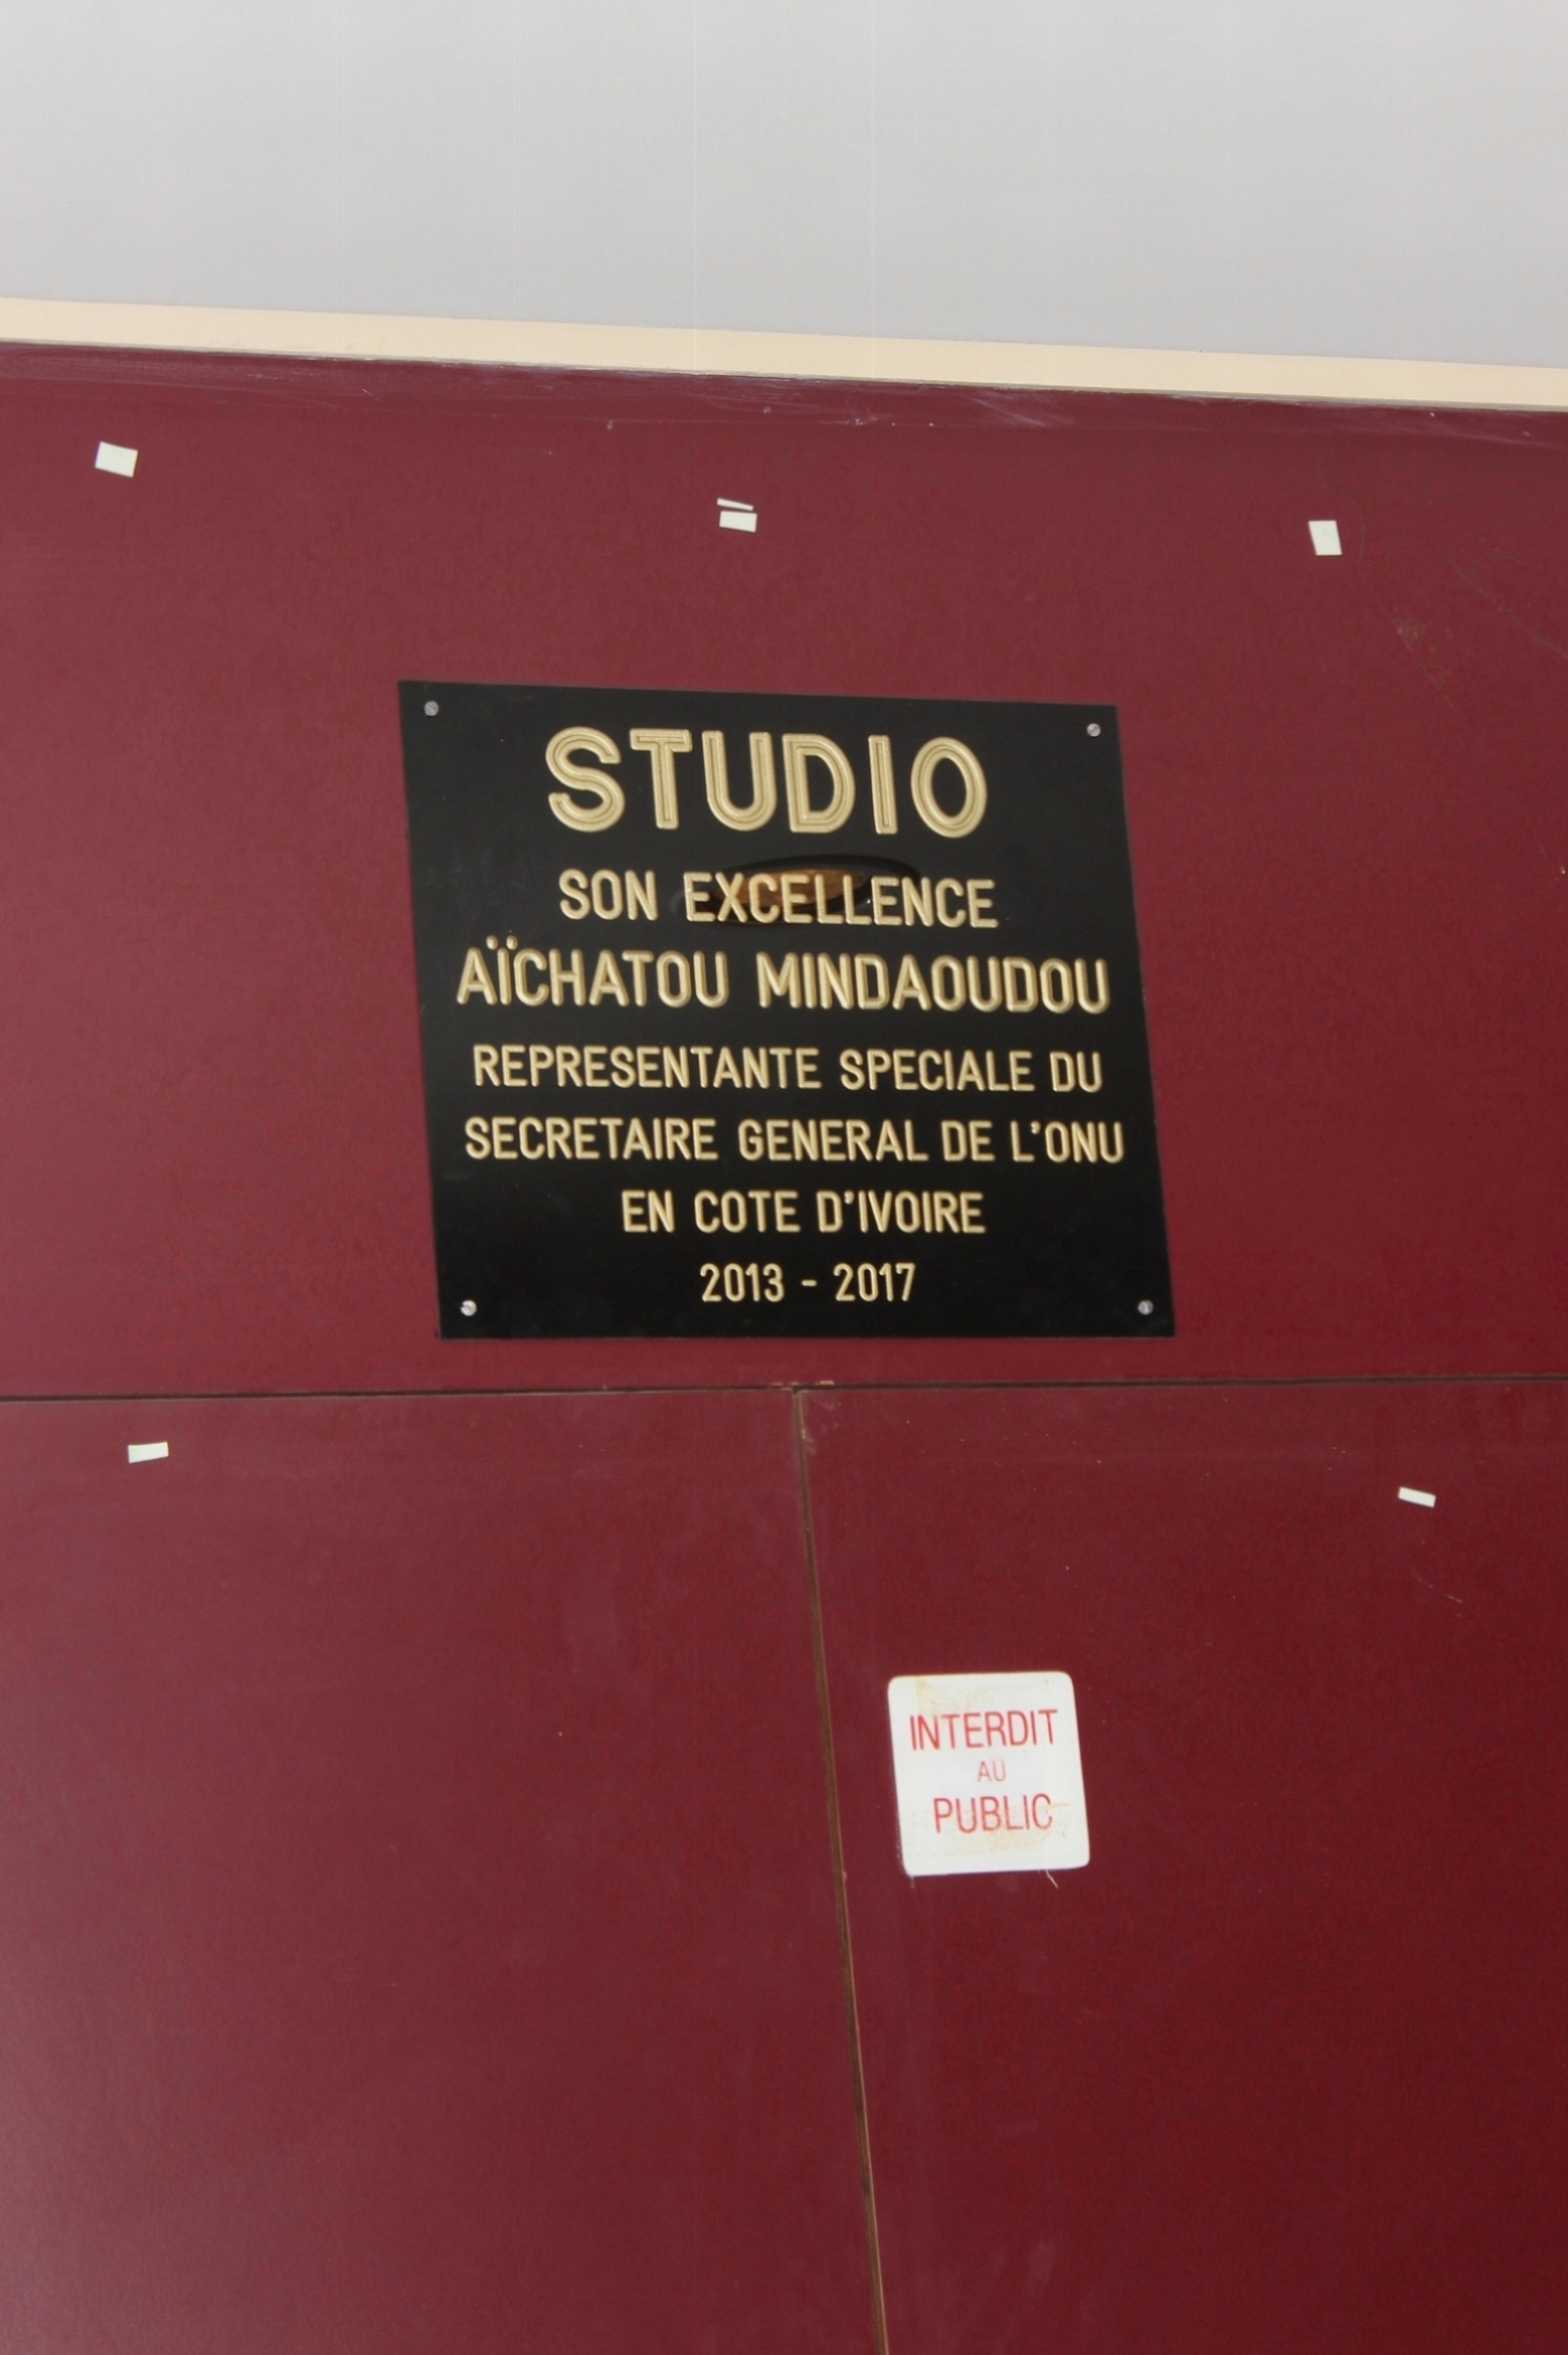 STUDIO
SON EXCELLENCE
AÏCHATOU MINDAOUDOU
REPRESENTANTE SPECIALE DU
SECRETAIRE GENERAL DE L'ONU
EN COTE D'IVOIRE
2013 - 2017
INTERDIT
AU
PUBLIC